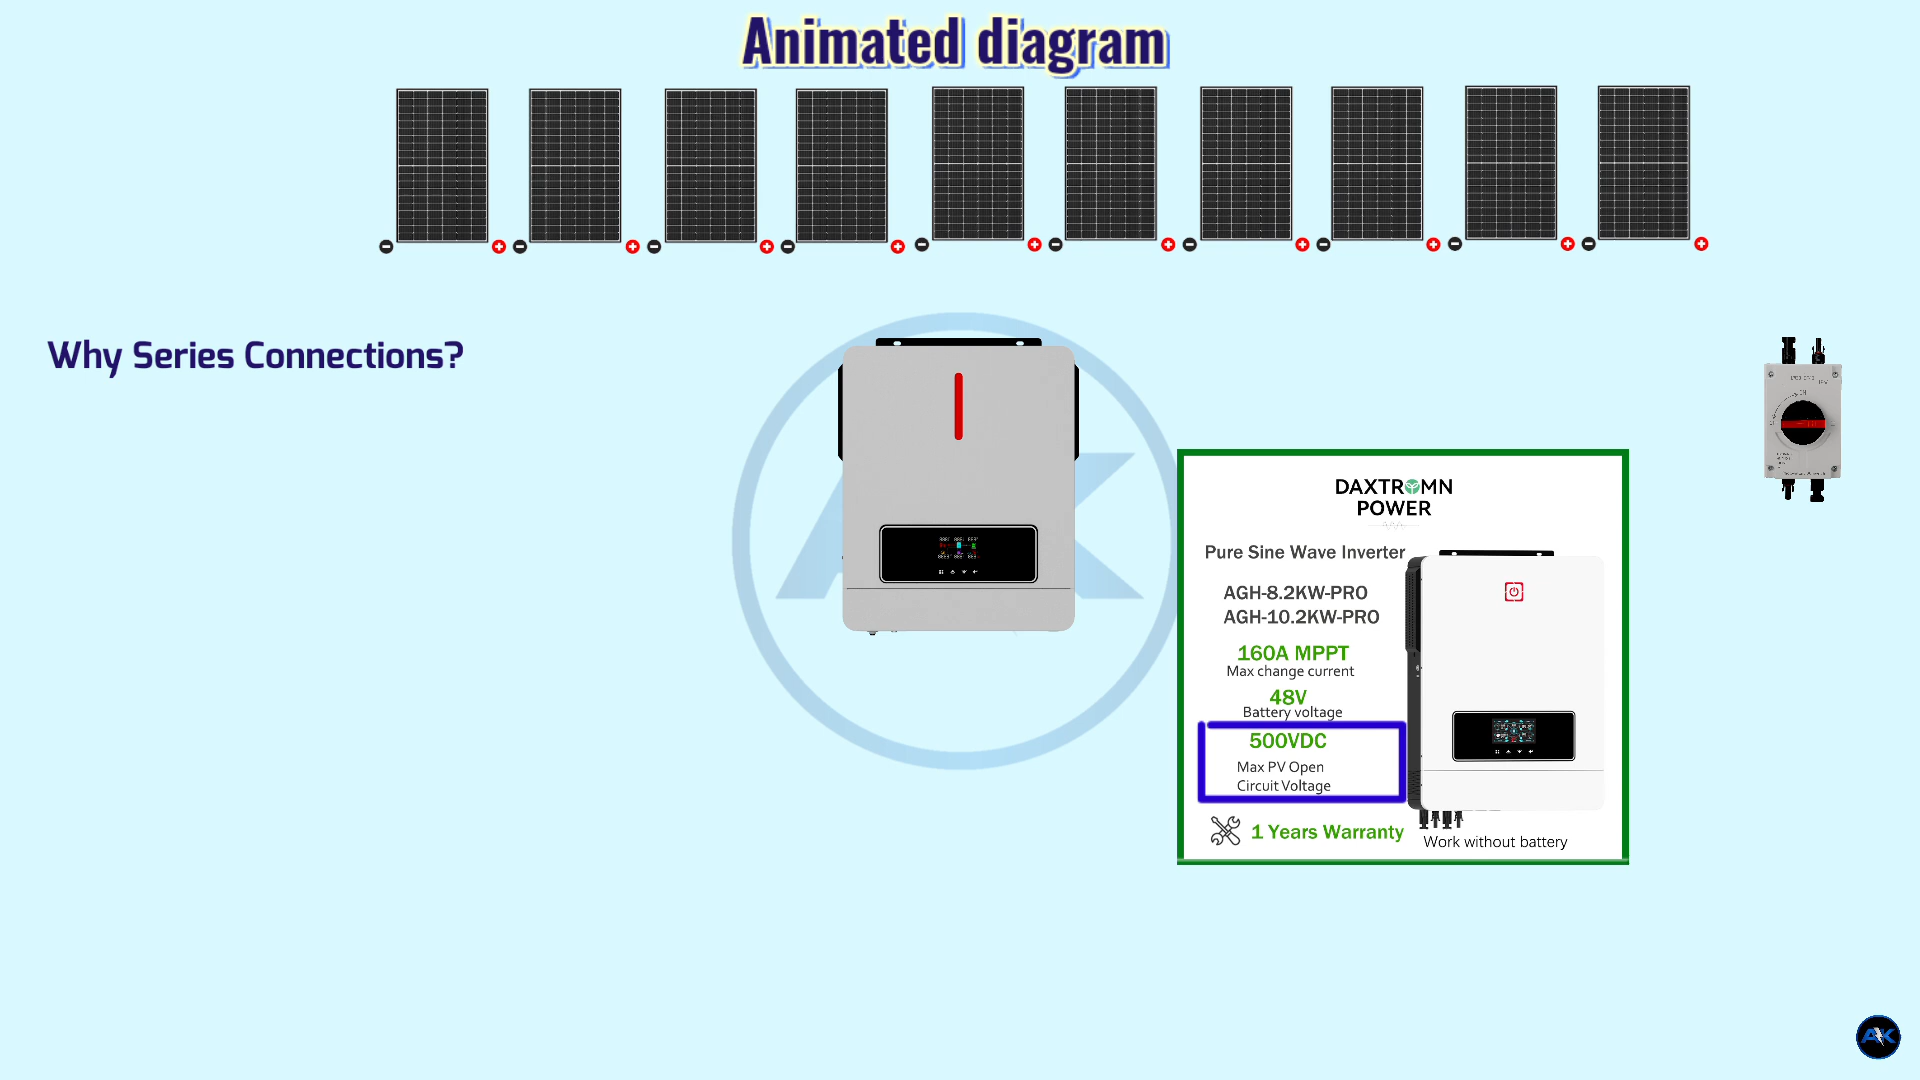 Animated diagram
Why Series Connections?
DAXTROMN
POWER
Pure Sine Wave Inverter
AGH-8.2KW-PRO
AGH-10.2KW-PRO
160A MPPT
Max change current
48V
Battery voltage
500VDC
Max PV Open
Circuit Voltage
1 Years Warranty
Work without battery
AK
AK